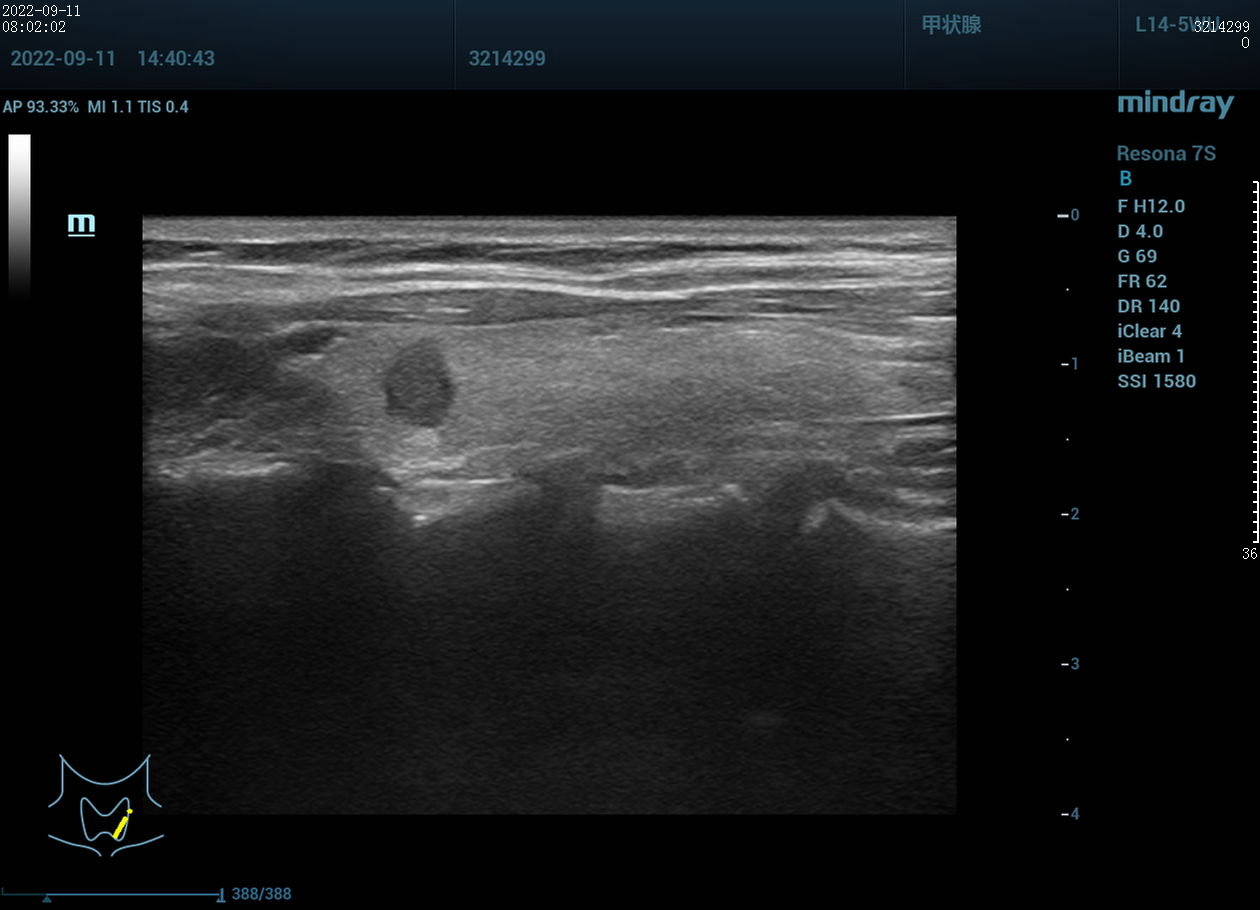 2022-09-11
08:02:02
甲状腺
3214299
0
2022-09-11 14:40:43
3214299
AP 93.33% MI 1.1 TIS 0.4
mindray
Resona 7S
B
F H12.0
D 4.0
G 69
FR 62
DR 140
iClear 4
iBeam 1
SSI 1580
m
0
1
2
3
4
36
388/388